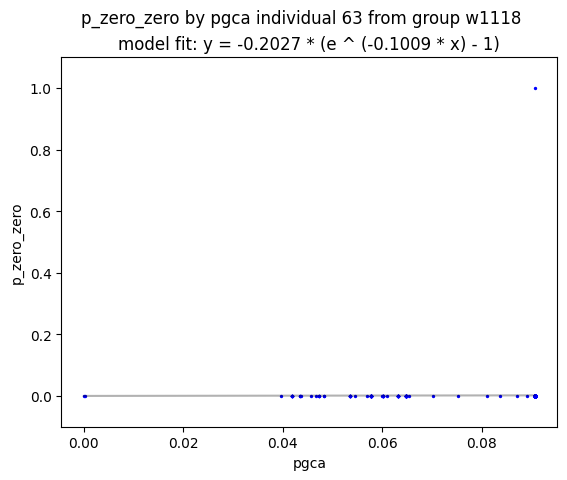 p_zero_zero by pgca individual 63 from group w1118
model fit: y = -0.2027 * (e ^ (-0.1009 * x) - 1)
1.0
0.8
0.6
0.4
0.2
0.0
p_zero_zero
0.00 0.02 0.04 0.06 0.08
pgca